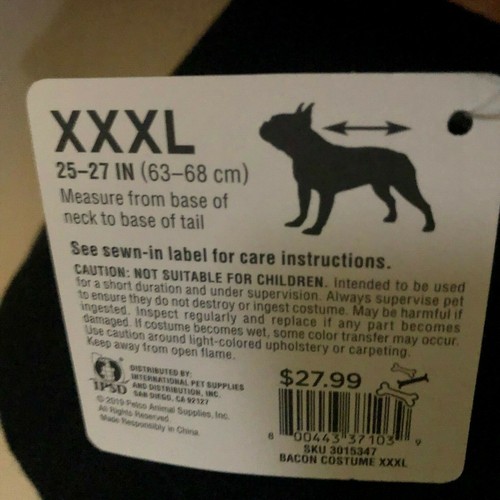 XXXL
25–27 IN (63–68 cm)
Measure from base of
neck to base of tail
See sewn-in label for care instructions.
CAUTION: NOT SUITABLE FOR CHILDREN. Intended to be used
for a short duration and under supervision. Always supervise pet
to ensure they do not destroy or ingest costume. May be harmful if
ingested. Inspect regularly and replace if any part becomes
damaged. If costume becomes wet, some color transfer may occur.
Use caution around light-colored upholstery or carpeting.
Keep away from open flame.
IPSD
DISTRIBUTED BY:
INTERNATIONAL PET SUPPLIES
AND DISTRIBUTION, INC.
SAN DIEGO, CA 92127
© 2019 Petco Animal Supplies, Inc.
All Rights Reserved.
Made Responsibly in China.
$27.99
8 00443 37103 9
SKU 3015347
BACON COSTUME XXXL